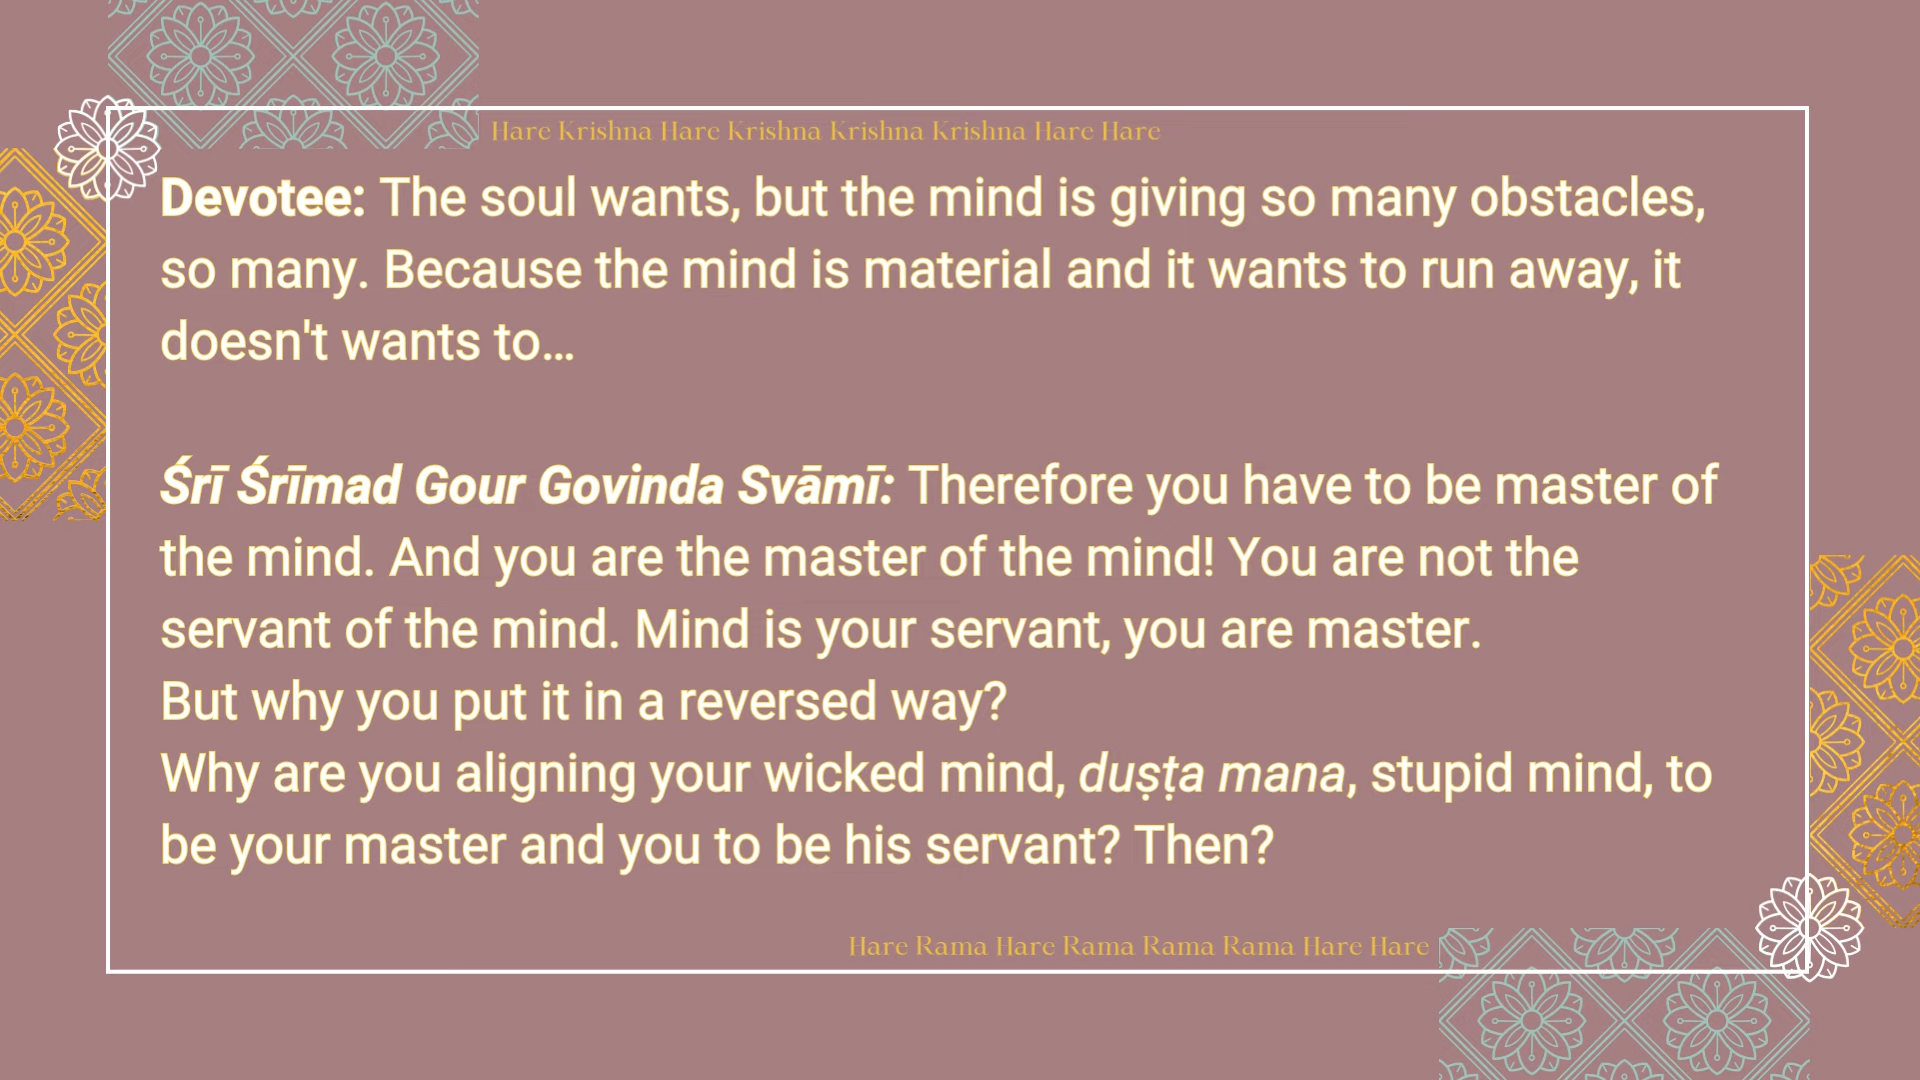 Hare Krishna Hare Krishna Krishna Krishna Hare Hare
Devotee: The soul wants, but the mind is giving so many obstacles,
so many. Because the mind is material and it wants to run away, it
doesn't wants to...
Śrī Śrīmad Gour Govinda Svāmī: Therefore you have to be master of
the mind. And you are the master of the mind! You are not the
servant of the mind. Mind is your servant, you are master.
But why you put it in a reversed way?
Why are you aligning your wicked mind, duṣṭa mana, stupid mind, to
be your master and you to be his servant? Then?
Hare Rama Hare Rama Rama Rama Hare Hare